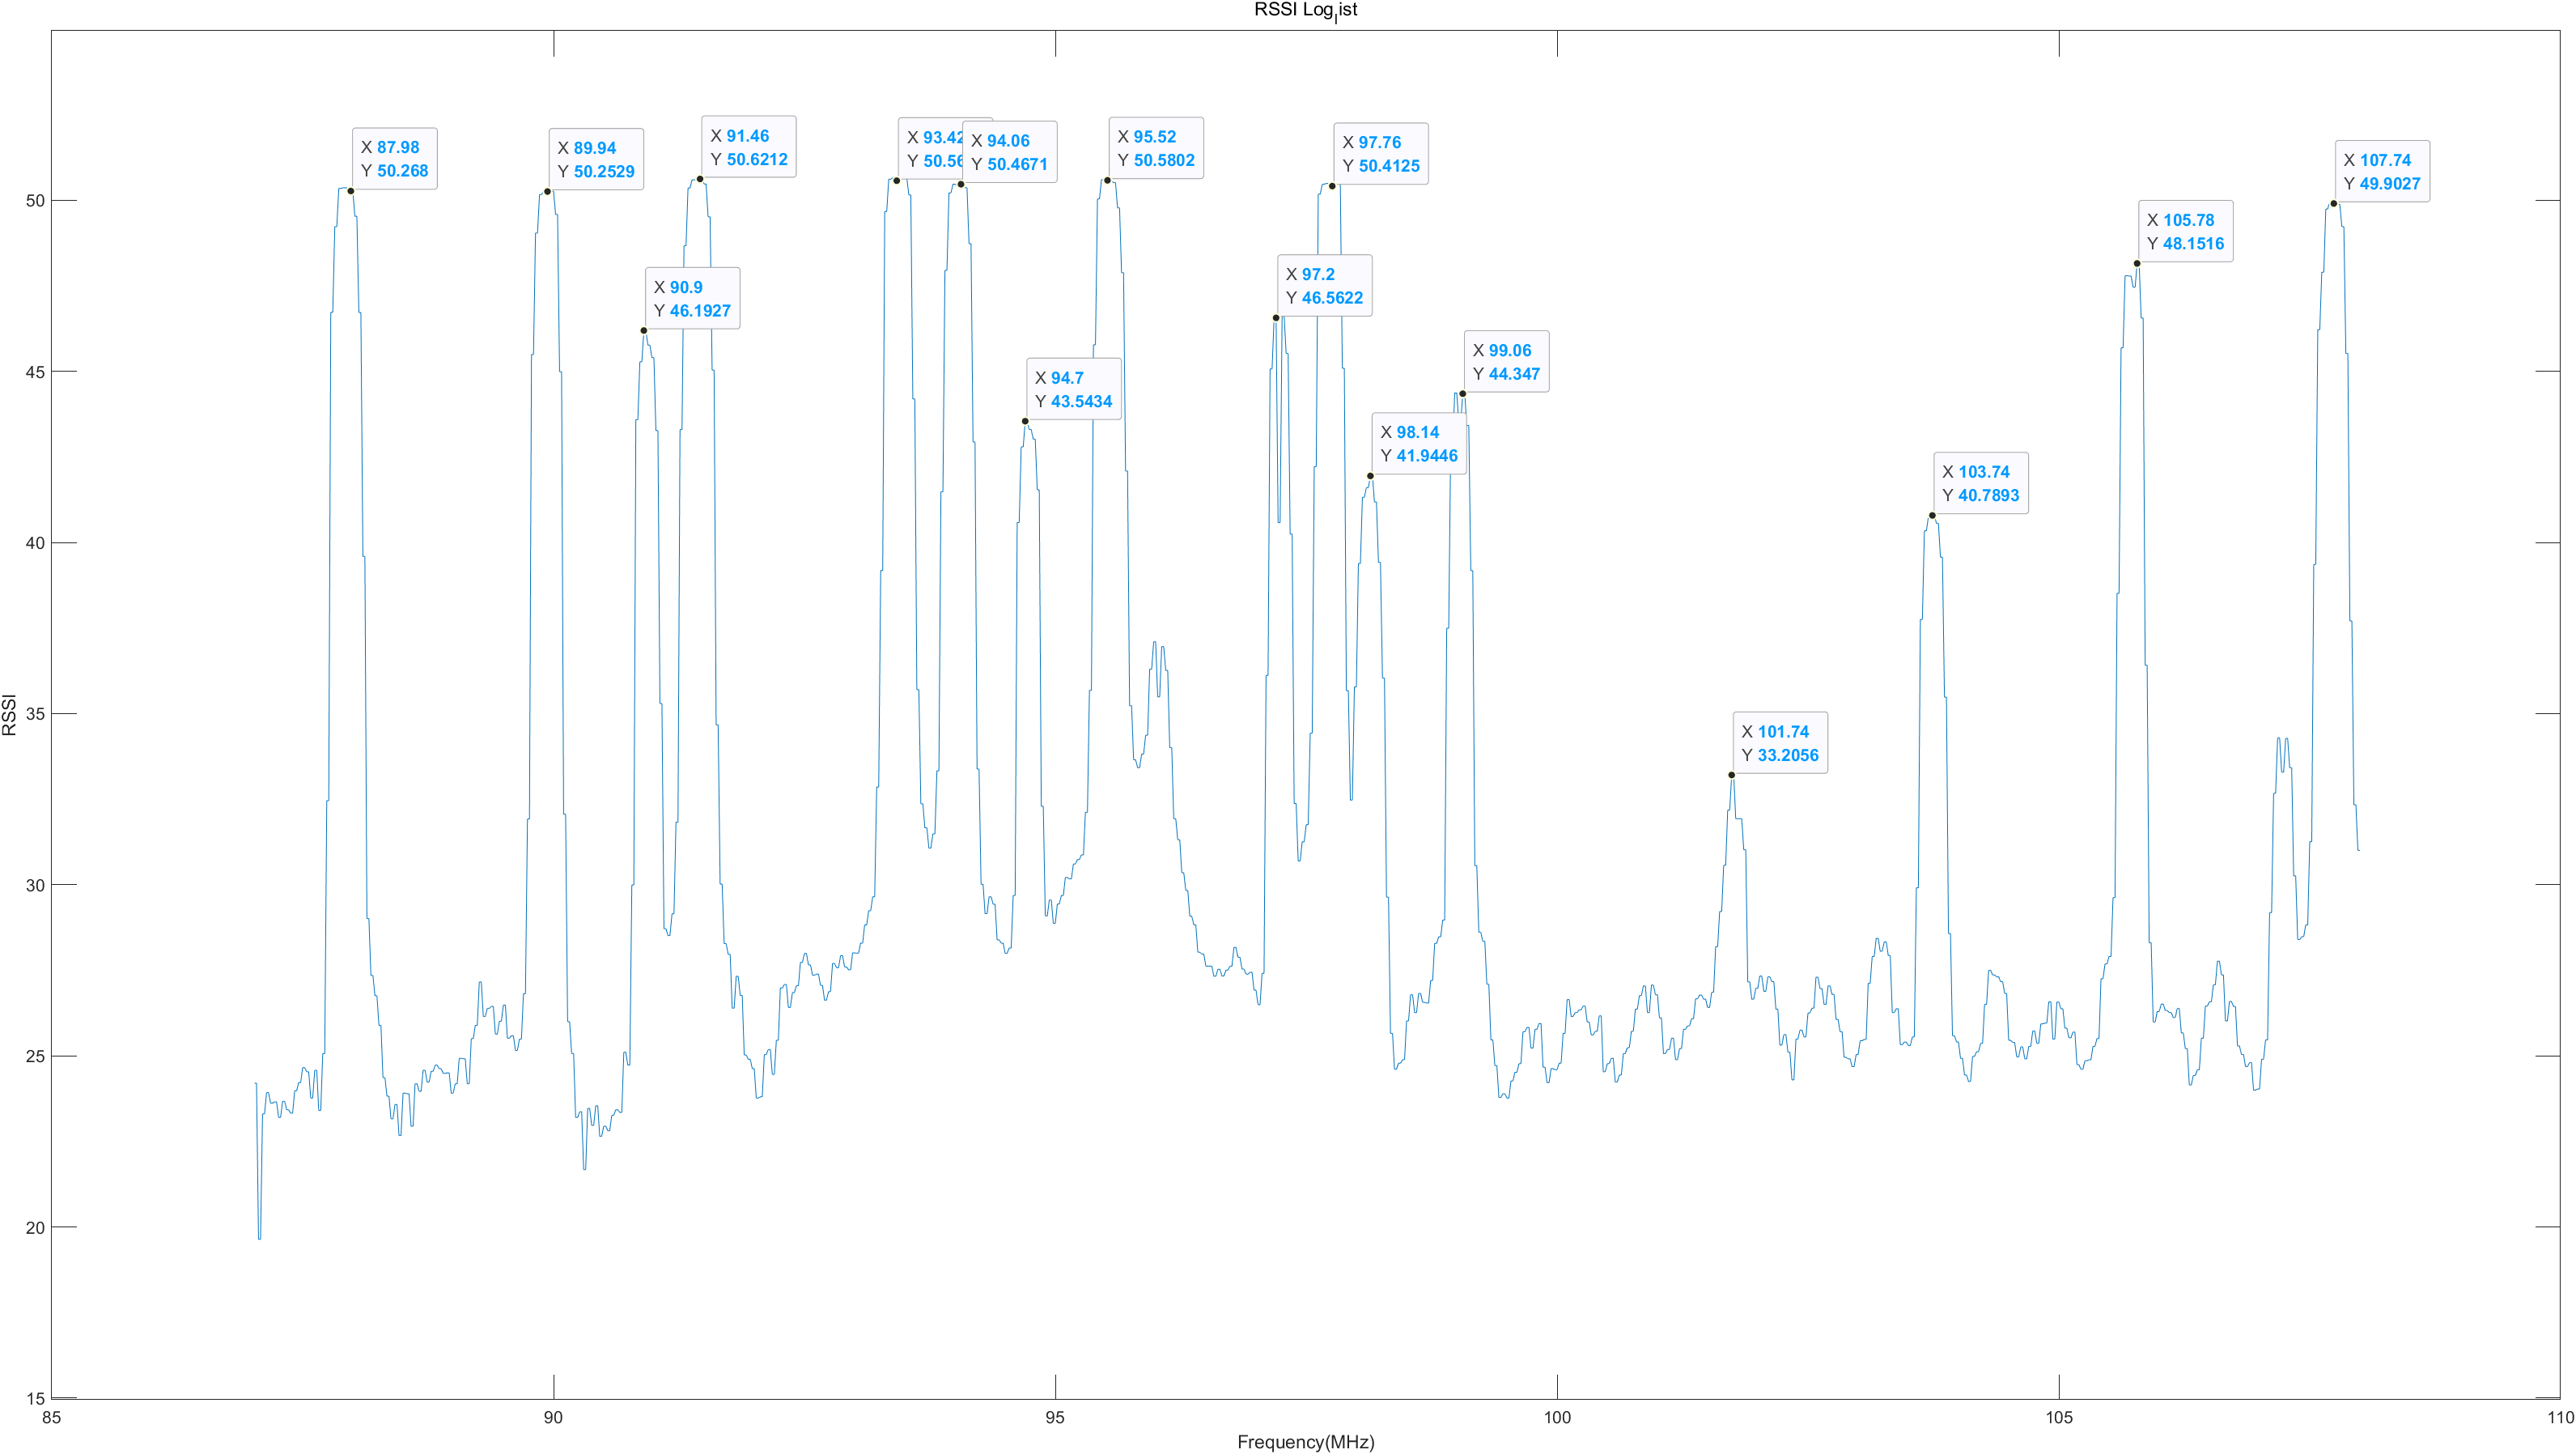 RSSI Log_list
X 87.98
Y 50.268
X 89.94
Y 50.2529
X 91.46
Y 50.6212
X 93.42
Y 50.56
X 94.06
Y 50.4671
X 95.52
Y 50.5802
X 97.76
Y 50.4125
X 107.74
Y 49.9027
X 105.78
Y 48.1516
X 90.9
Y 46.1927
X 97.2
Y 46.5622
X 99.06
Y 44.347
X 94.7
Y 43.5434
X 98.14
Y 41.9446
X 103.74
Y 40.7893
X 101.74
Y 33.2056
50
45
40
35
30
25
20
15
RSSI
85
90
95
100
105
110
Frequency(MHz)